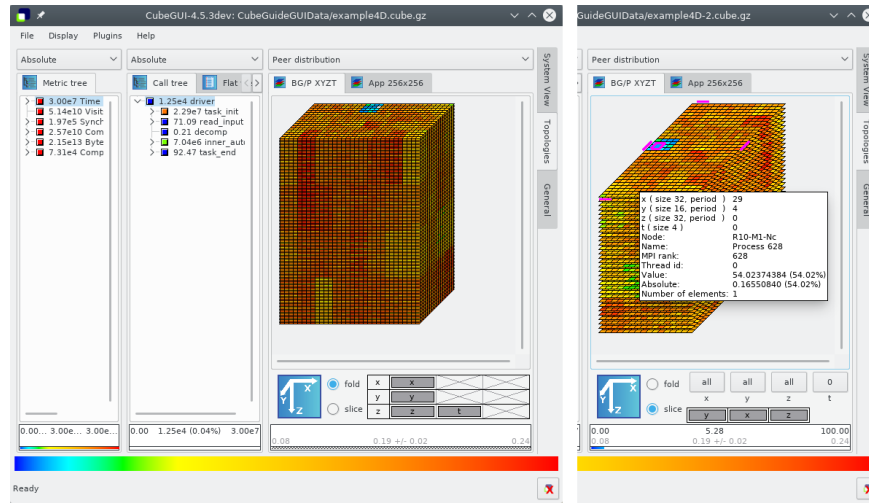 CubeGUI-4.5.3dev: CubeGuideGUIData/example4D.cube.gz
File Display Plugins Help
Absolute
Absolute
Peer distribution
Metric tree
Call tree
Flat
BG/P XYZT
App 256x256
3.00e7 Time
5.14e10 Visit
1.97e5 Synch
2.57e10 Com
2.15e13 Byte
7.31e4 Comp
1.25e4 driver
2.29e7 task_init
71.09 read_input
0.21 decomp
7.04e6 inner_aut
92.47 task_end
System View
Topologies
General
X
Y
Z
fold
slice
x x
y y
z z t
0.00... 3.00e... 3.00e...
0.00 1.25e4 (0.04%) 3.00e7
0.08 0.19 +/- 0.02 0.24
Ready
GuideGUIData/example4D-2.cube.gz
Peer distribution
BG/P XYZT
App 256x256
x ( size 32, period ) 29
y ( size 16, period ) 4
z ( size 32, period ) 0
t ( size 4 ) 0
Node: R10-M1-Nc
Name: Process 628
MPI rank: 628
Thread id: 0
Value: 54.02374384 (54.02%)
Absolute: 0.16550840 (54.02%)
Number of elements: 1
System View
Topologies
General
X
Y
Z
fold
slice
all all all 0
x y z t
y x z
0.00 5.28 100.00
0.08 0.19 +/- 0.02 0.24